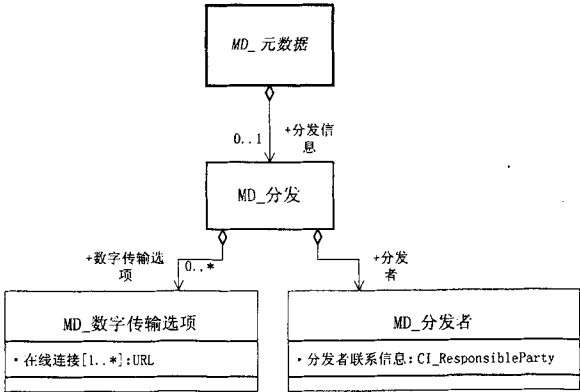 MD_元数据
0..1
+分发信
息
MD_分发
+数字传输选
项
0..*
+分发
者
MD_数字传输选项
·在线连接[1..*]:URL
MD_分发者
·分发者联系信息:CI_ResponsibleParty